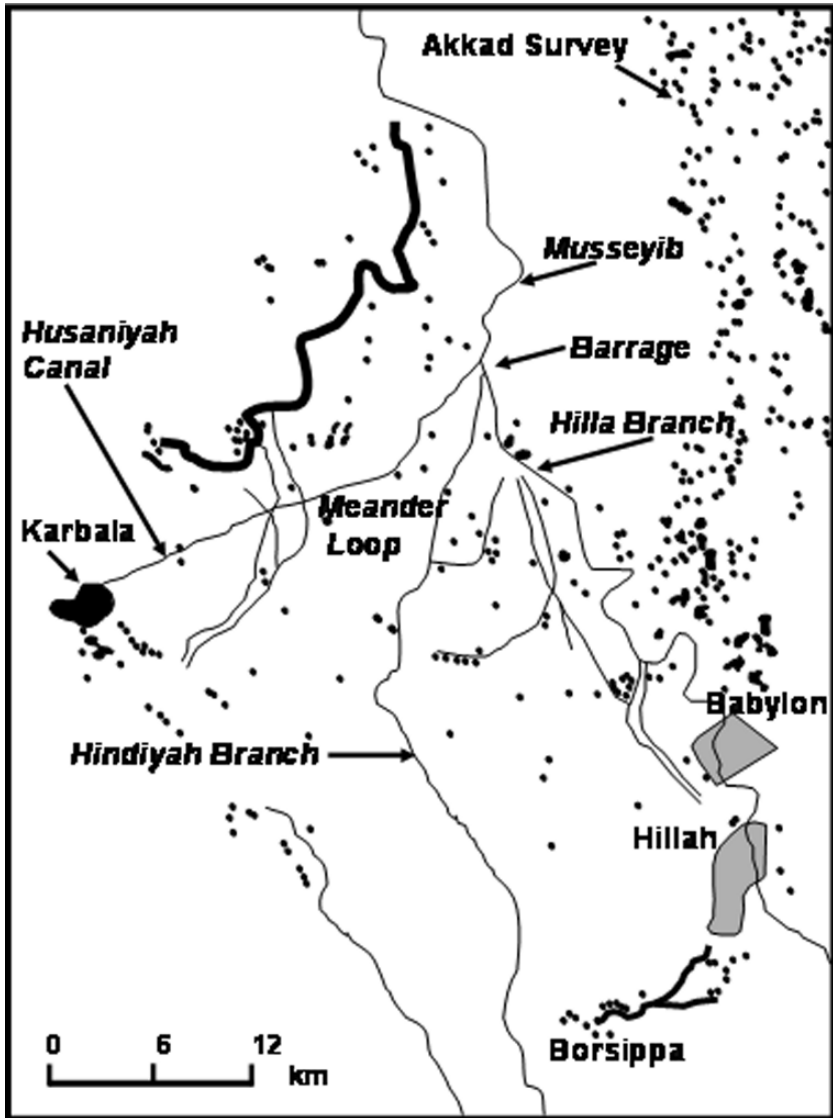 Akkad Survey
Musseyib
Husaniyah
Canal
Barrage
Hilla Branch
Meander
Loop
Karbala
Babylon
Hindiyah Branch
Hillah
0 6 12
km
Borsippa